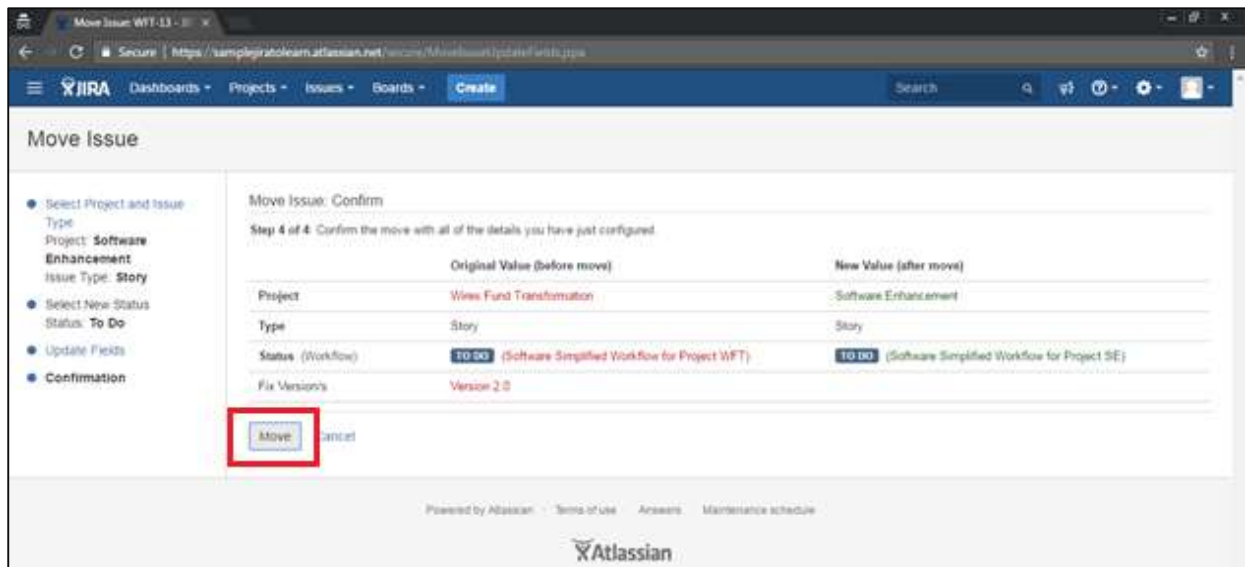 Move Issue: WFT-13 -
Secure | https://samplejiratolearn.atlassian.net/secure/MoveIssueUpdateFields.jspa
JIRA Dashboards Projects Issues Boards Create Search
Move Issue
Select Project and Issue
Type
Project: Software
Enhancement
Issue Type: Story
Select New Status
Status: To Do
Update Fields
Confirmation
Move Issue: Confirm
Step 4 of 4: Confirm the move with all of the details you have just configured.
Original Value (before move) New Value (after move)
Project Wires Fund Transformation Software Enhancement
Type Story Story
Status (Workflow) TO DO (Software Simplified Workflow for Project WFT) TO DO (Software Simplified Workflow for Project SE)
Fix Version/s Version 2.0
Move Cancel
Powered by Atlassian · Terms of use Answers Maintenance schedule
Atlassian